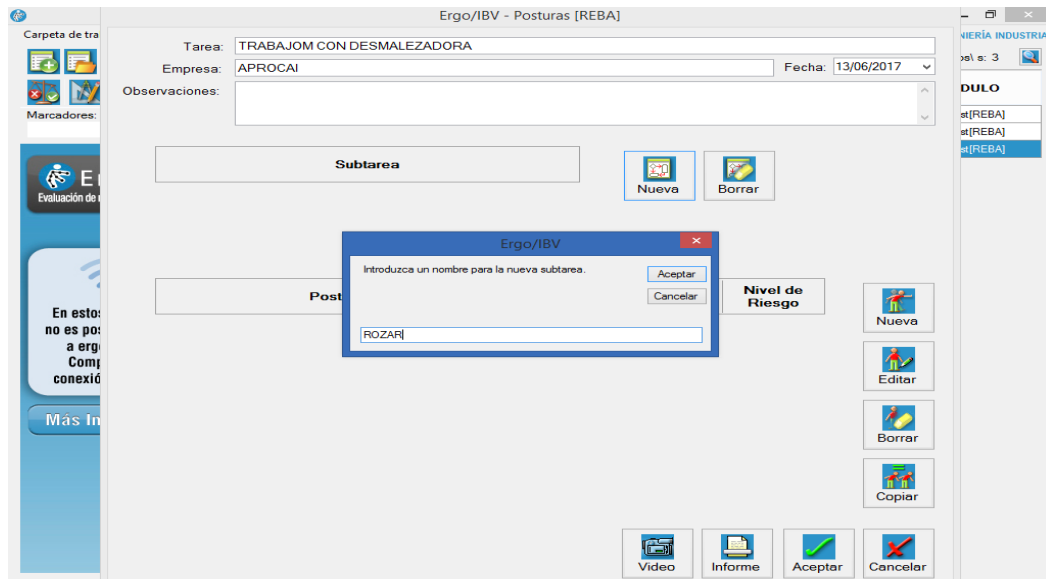 Ergo/IBV - Posturas [REBA]
Carpeta de tra
NIERÍA INDUSTRIA
Tarea: TRABAJOM CON DESMALEZADORA
Empresa: APROCAI
Fecha: 13/06/2017
os\ s: 3
Observaciones:
DULO
Marcadores:
st[REBA]
st[REBA]
st[REBA]
Subtarea
Nueva
Borrar
E
Evaluación de
Ergo/IBV
Introduzca un nombre para la nueva subtarea.
Aceptar
Cancelar
ROZAR
Post
Nivel de
Riesgo
Nueva
En estos
no es pos
a erg
Comp
conexió
Editar
Más In
Borrar
Copiar
Video
Informe
Aceptar
Cancelar